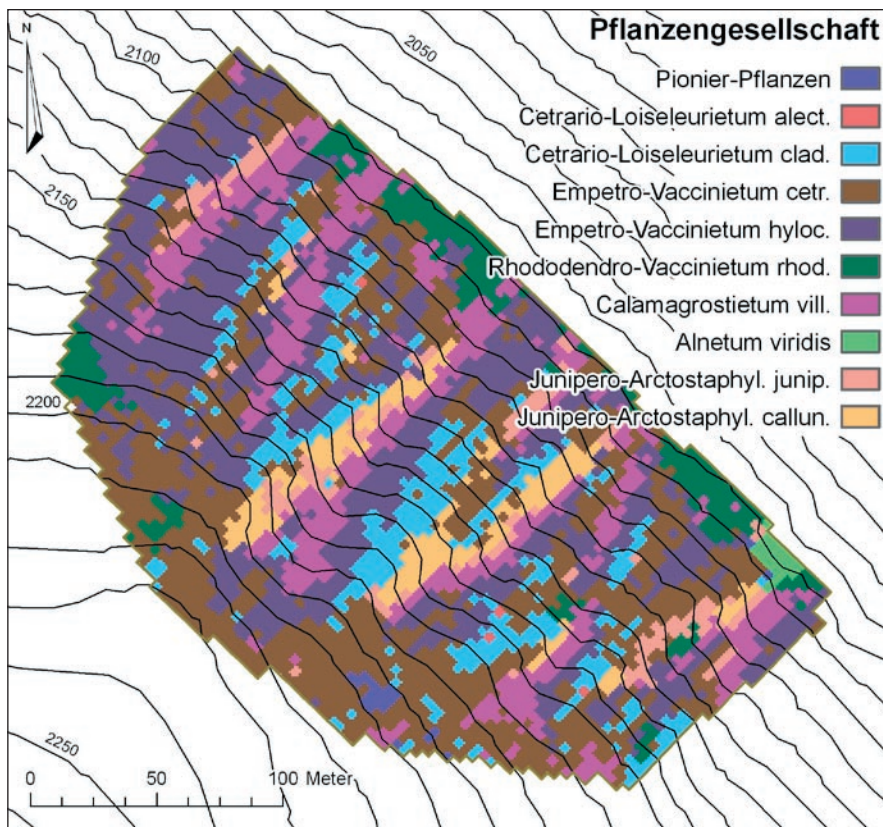 Pflanzengesellschaft
N
2100
2050
Pionier-Pflanzen
Cetrario-Loiseleurietum alect.
Cetrario-Loiseleurietum clad.
Empetro-Vaccinietum cetr.
2150
Empetro-Vaccinietum hyloc.
Rhododendro-Vaccinietum rhod.
Calamagrostietum vill.
Alnetum viridis
Junipero-Arctostaphyl. junip.
2200
Junipero-Arctostaphyl. callun.
2250
0 50 100 Meter